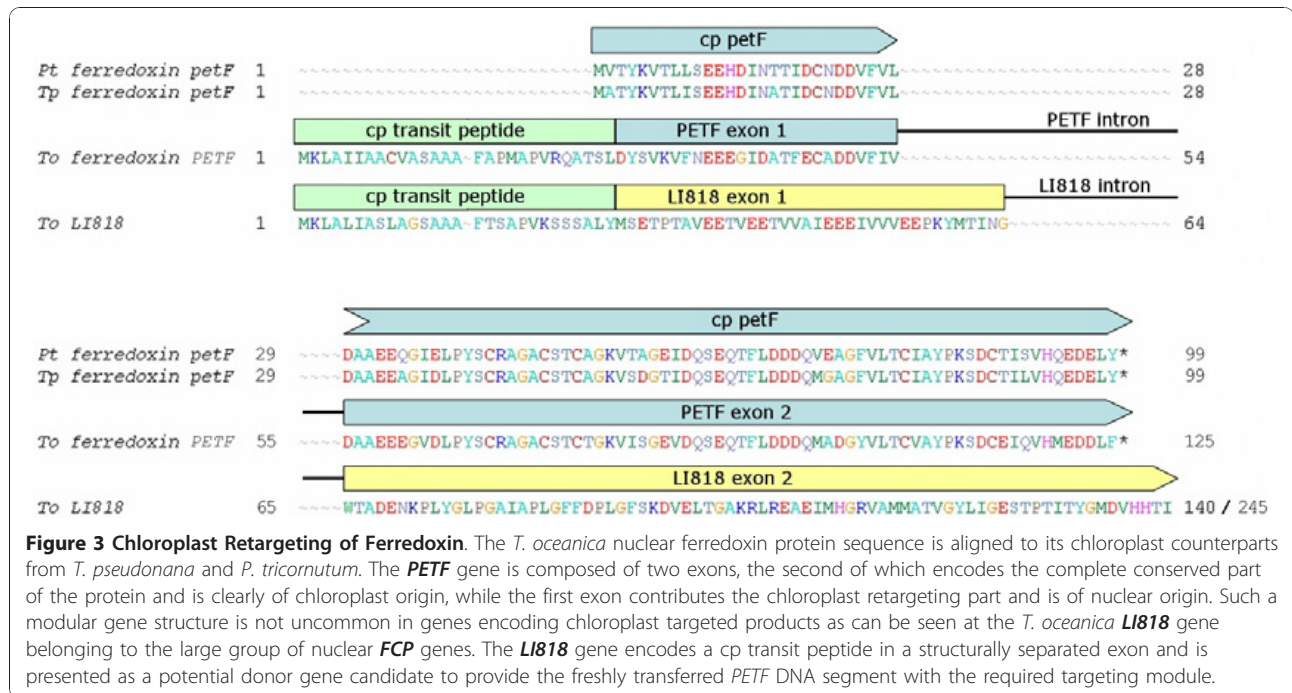 cp petF
Pt ferredoxin petF 1 ~~~~~~~~~~~~~~~~~~~~~~~~~~MVTYKVTLLSEEHDINTTIDCNDDVFVL~~~~~~~~~~~~~~~~~~~~~~~~ 28
Tp ferredoxin petF 1 ~~~~~~~~~~~~~~~~~~~~~~~~~~MATYKVTLISEEHDINATIDCNDDVFVL~~~~~~~~~~~~~~~~~~~~~~~~ 28
cp transit peptide PETF exon 1 PETF intron
To ferredoxin PETF 1 MKLAIIAACVASAAA~FAPMAPVRQATSLDYSVKVFNEEEGIDATFECADDVFIV~~~~~~~~~~~~~~~~~~~~~~~~ 54
cp transit peptide LI818 exon 1 LI818 intron
To LI818 1 MKLALIASLAGSAAA~FTSAPVKSSSALYMSETPTAVEETVEETVVAIEEEIVVVEEPKYMTING~~~~~~~~~~~~~~ 64
cp petF
Pt ferredoxin petF 29 ~~~~DAAEEQGIELPYSCRAGACSTCAGKVTAGEIDQSEQTFLDDDQVEAGFVLTCIAYPKSDCTISVHQEDELY* 99
Tp ferredoxin petF 29 ~~~~DAAEEAGIDLPYSCRAGACSTCAGKVSDGTIDQSEQTFLDDDQMGAGFVLTCIAYPKSDCTILVHQEDELY* 99
PETF exon 2
To ferredoxin PETF 55 ~~~~DAAEEEGVDLPYSCRAGACSTCTGKVISGEVDQSEQTFLDDDQMADGYVLTCVAYPKSDCEIQVHMEDDLF* 125
LI818 exon 2
To LI818 65 ~~~~WTADENKPLYGLPGAIAPLGFFDPLGFSKDVELTGAKRLREAEIMHGRVAMMATVGYLIGESTPTITYGMDVHHTI 140 / 245
Figure 3 Chloroplast Retargeting of Ferredoxin. The T. oceanica nuclear ferredoxin protein sequence is aligned to its chloroplast counterparts
from T. pseudonana and P. tricornutum. The PETF gene is composed of two exons, the second of which encodes the complete conserved part
of the protein and is clearly of chloroplast origin, while the first exon contributes the chloroplast retargeting part and is of nuclear origin. Such a
modular gene structure is not uncommon in genes encoding chloroplast targeted products as can be seen at the T. oceanica LI818 gene
belonging to the large group of nuclear FCP genes. The LI818 gene encodes a cp transit peptide in a structurally separated exon and is
presented as a potential donor gene candidate to provide the freshly transferred PETF DNA segment with the required targeting module.